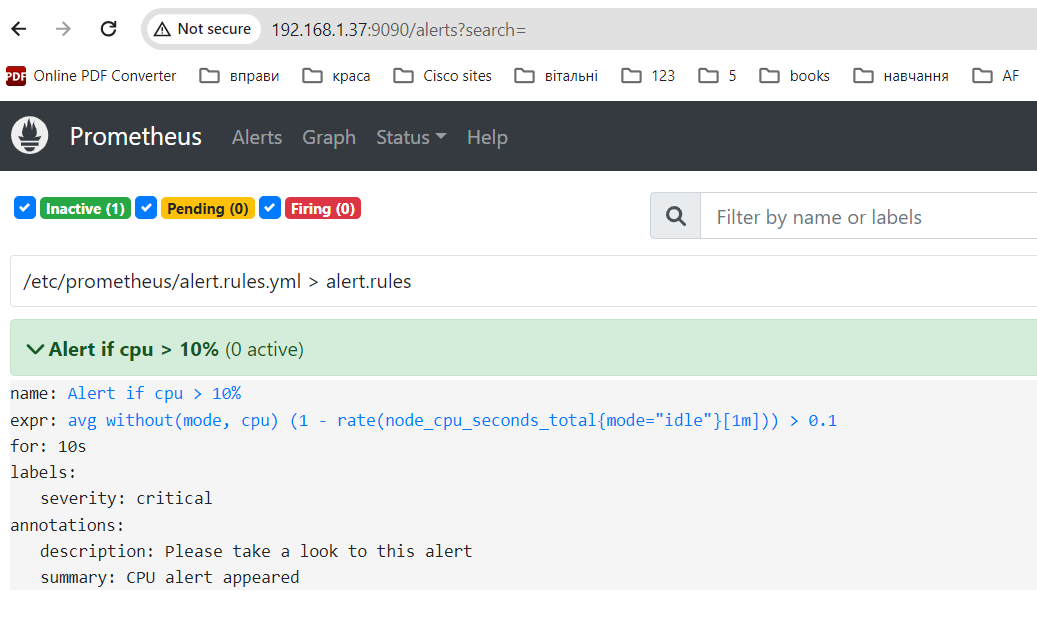 Not secure 192.168.1.37:9090/alerts?search=
PDF Online PDF Converter вправи краса Cisco sites вітальні 123 5 books навчання AF
Prometheus Alerts Graph Status Help
Inactive (1) Pending (0) Firing (0)
Filter by name or labels
/etc/prometheus/alert.rules.yml > alert.rules
Alert if cpu > 10% (0 active)
name: Alert if cpu > 10%
expr: avg without(mode, cpu) (1 - rate(node_cpu_seconds_total{mode="idle"}[1m])) > 0.1
for: 10s
labels:
severity: critical
annotations:
description: Please take a look to this alert
summary: CPU alert appeared